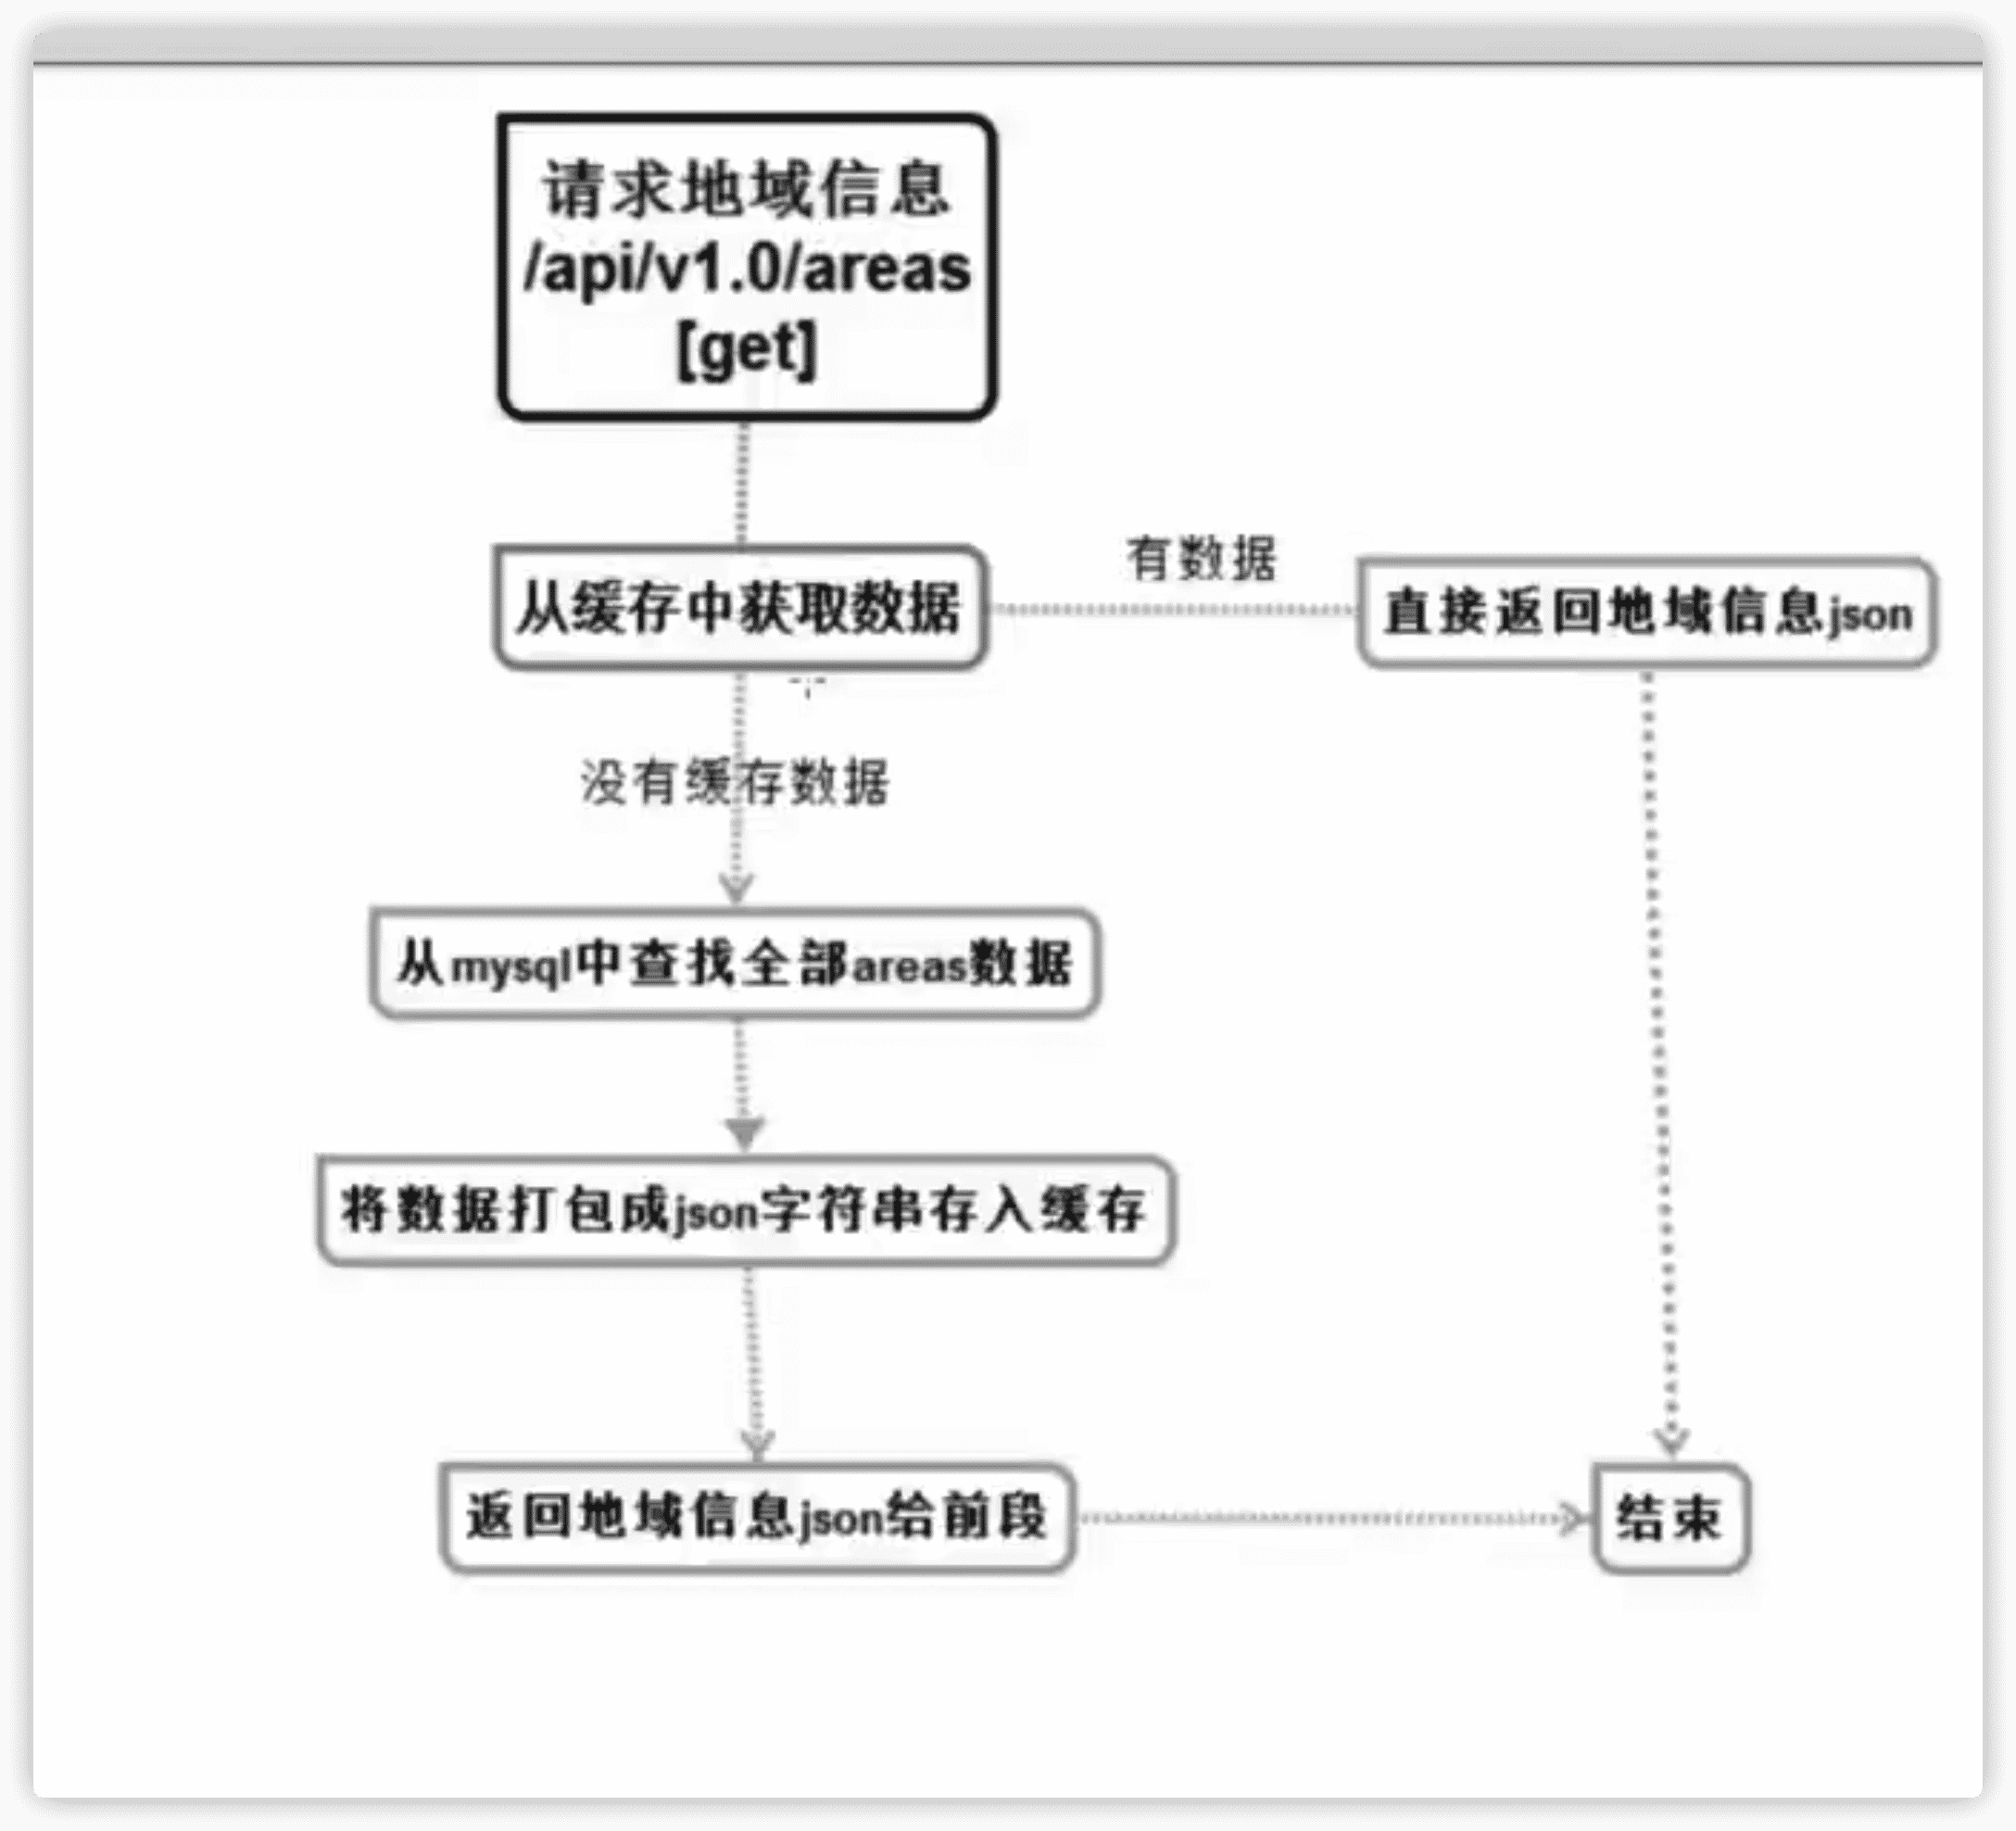 请求地域信息
/api/v1.0/areas
[get]
从缓存中获取数据
有数据
直接返回地域信息json
没有缓存数据
从mysql中查找全部areas数据
将数据打包成json字符串存入缓存
返回地域信息json给前段
结束